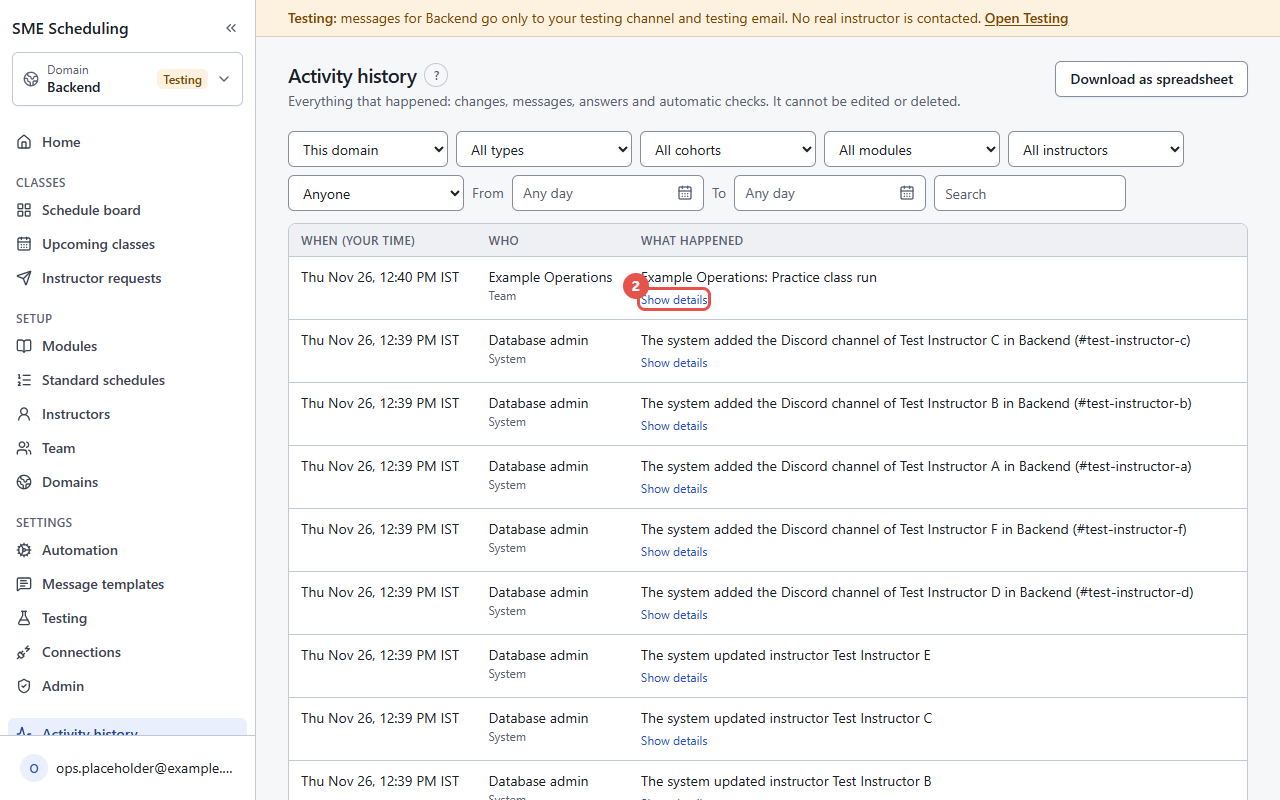 SME Scheduling
Domain
Backend
Testing
Home
CLASSES
Schedule board
Upcoming classes
Instructor requests
SETUP
Modules
Standard schedules
Instructors
Team
Domains
SETTINGS
Automation
Message templates
Testing
Connections
Admin
Activity history
O
ops.placeholder@example....
Testing: messages for Backend go only to your testing channel and testing email. No real instructor is contacted. Open Testing
Activity history ?
Everything that happened: changes, messages, answers and automatic checks. It cannot be edited or deleted.
Download as spreadsheet
This domain All types All cohorts All modules All instructors
Anyone From Any day To Any day Search
WHEN (YOUR TIME) WHO WHAT HAPPENED
Thu Nov 26, 12:40 PM IST Example Operations Example Operations: Practice class run
Team 2 Show details
Thu Nov 26, 12:39 PM IST Database admin The system added the Discord channel of Test Instructor C in Backend (#test-instructor-c)
System Show details
Thu Nov 26, 12:39 PM IST Database admin The system added the Discord channel of Test Instructor B in Backend (#test-instructor-b)
System Show details
Thu Nov 26, 12:39 PM IST Database admin The system added the Discord channel of Test Instructor A in Backend (#test-instructor-a)
System Show details
Thu Nov 26, 12:39 PM IST Database admin The system added the Discord channel of Test Instructor F in Backend (#test-instructor-f)
System Show details
Thu Nov 26, 12:39 PM IST Database admin The system added the Discord channel of Test Instructor D in Backend (#test-instructor-d)
System Show details
Thu Nov 26, 12:39 PM IST Database admin The system updated instructor Test Instructor E
System Show details
Thu Nov 26, 12:39 PM IST Database admin The system updated instructor Test Instructor C
System Show details
Thu Nov 26, 12:39 PM IST Database admin The system updated instructor Test Instructor B